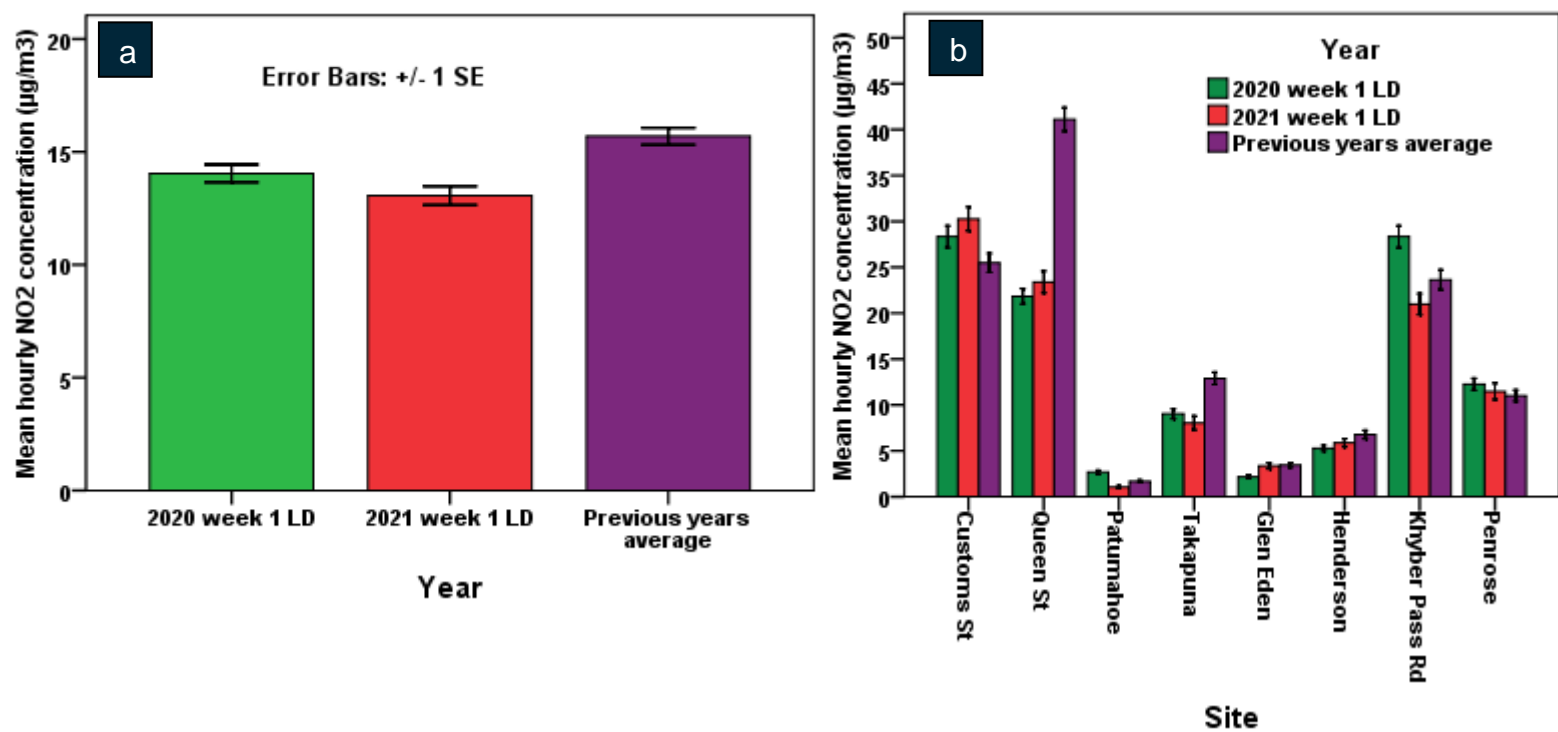 a
Error Bars: +/- 1 SE
Mean hourly NO2 concentration (µg/m3)
20
15
10
5
0
2020 week 1 LD
2021 week 1 LD
Previous years
average
Year
b
Year
2020 week 1 LD
2021 week 1 LD
Previous years average
Mean hourly NO2 concentration (µg/m3)
50
45
40
35
30
25
20
15
10
5
0
Customs St
Queen St
Patumahoe
Takapuna
Glen Eden
Henderson
Khyber Pass Rd
Penrose
Site